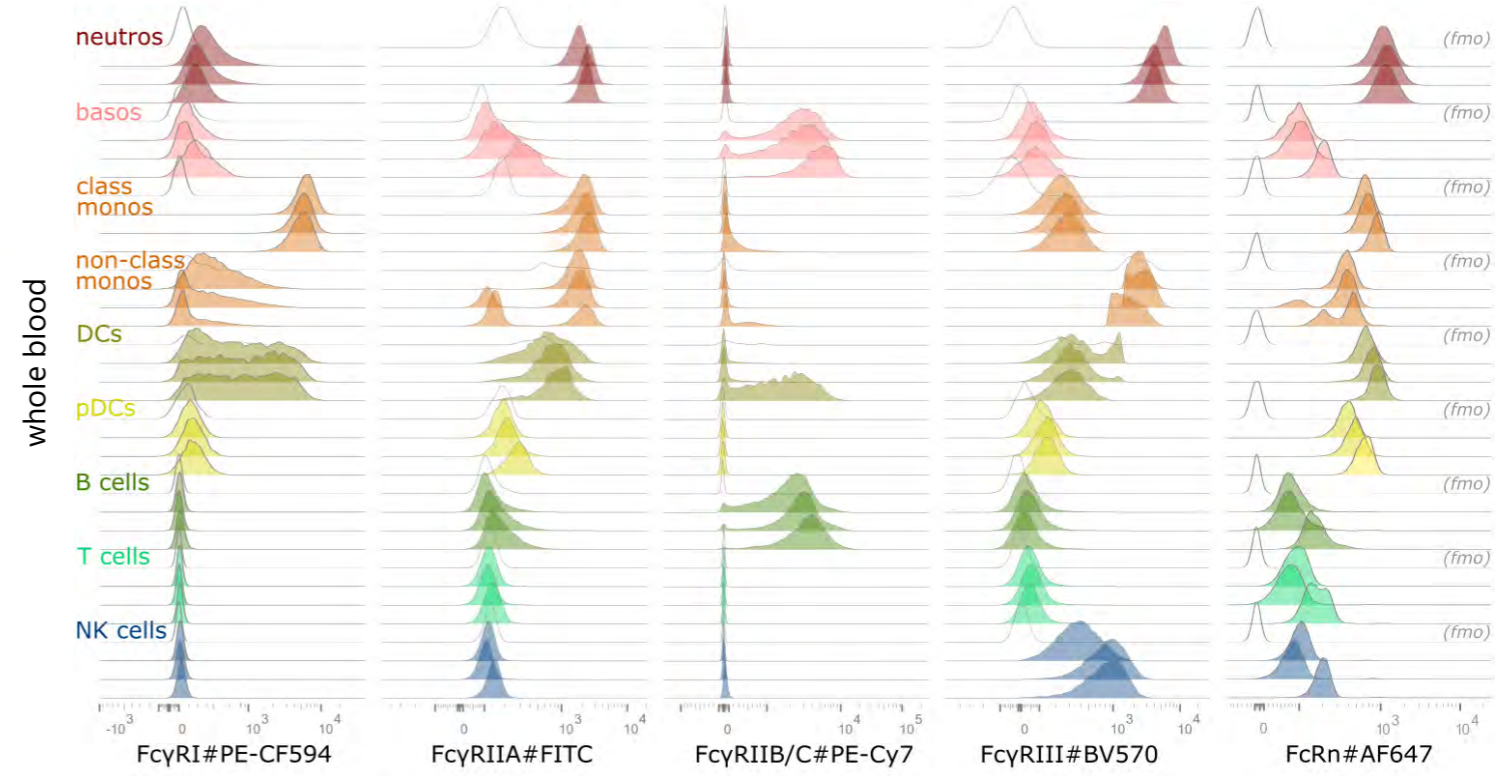 whole blood
neutros
(fmo)
basos
(fmo)
class
monos
(fmo)
non-class
monos
(fmo)
DCs
(fmo)
pDCs
(fmo)
B cells
(fmo)
T cells
(fmo)
NK cells
(fmo)
-10³ 0 10³ 10⁴
0 10³ 10⁴
0 10⁴ 10⁵
0 10³ 10⁴
0 10³ 10⁴
FcγRI#PE-CF594
FcγRIIA#FITC
FcγRIIB/C#PE-Cy7
FcγRIII#BV570
FcRn#AF647